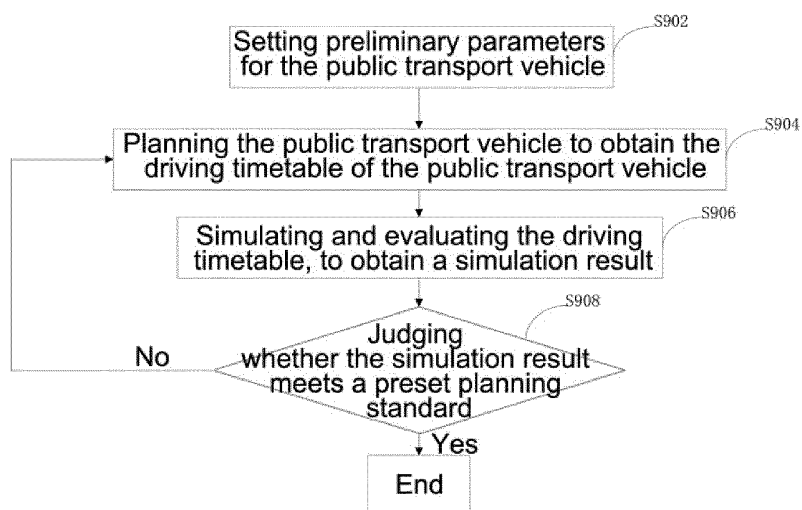 S902
Setting preliminary parameters
for the public transport vehicle
S904
Planning the public transport vehicle to obtain the
driving timetable of the public transport vehicle
S906
Simulating and evaluating the driving
timetable, to obtain a simulation result
S908
Judging
whether the simulation result
meets a preset planning
standard
No
Yes
End